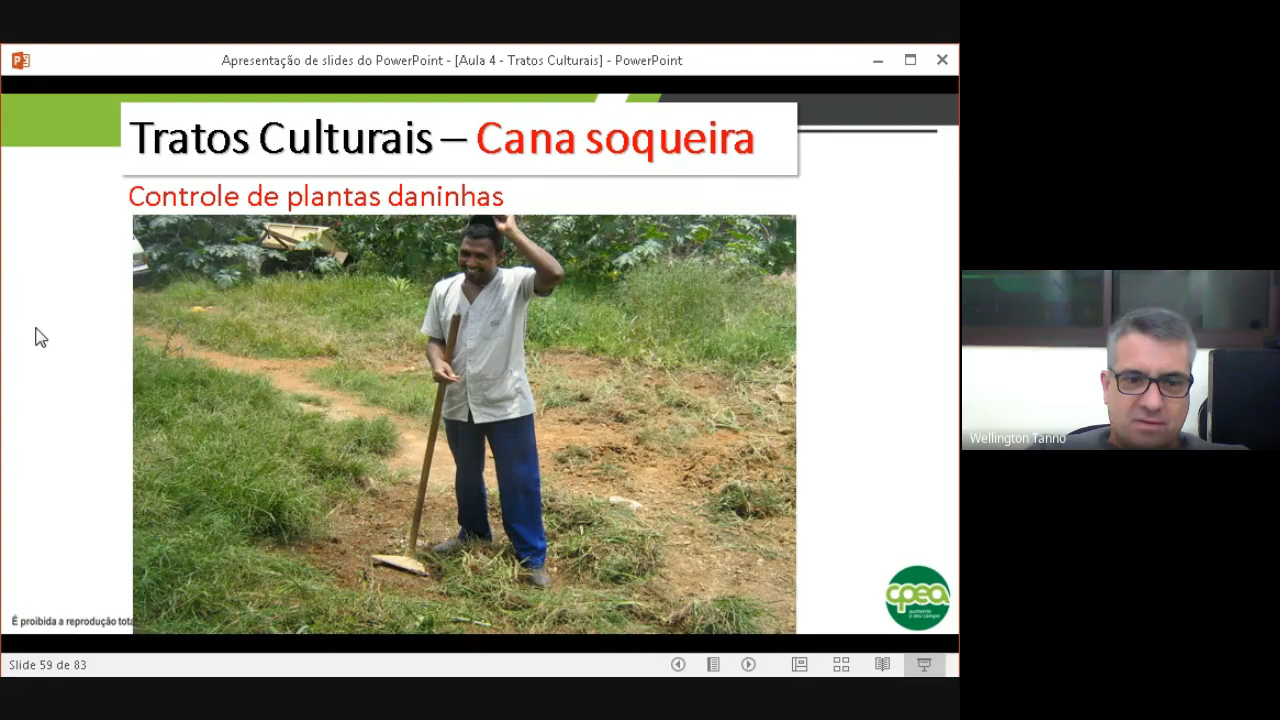 Apresentação de slides do PowerPoint - [Aula 4 - Tratos Culturais] - PowerPoint
Tratos Culturais – Cana soqueira
Controle de plantas daninhas
Wellington Tanno
cpea
É proibida a reprodução tota
Slide 59 de 83